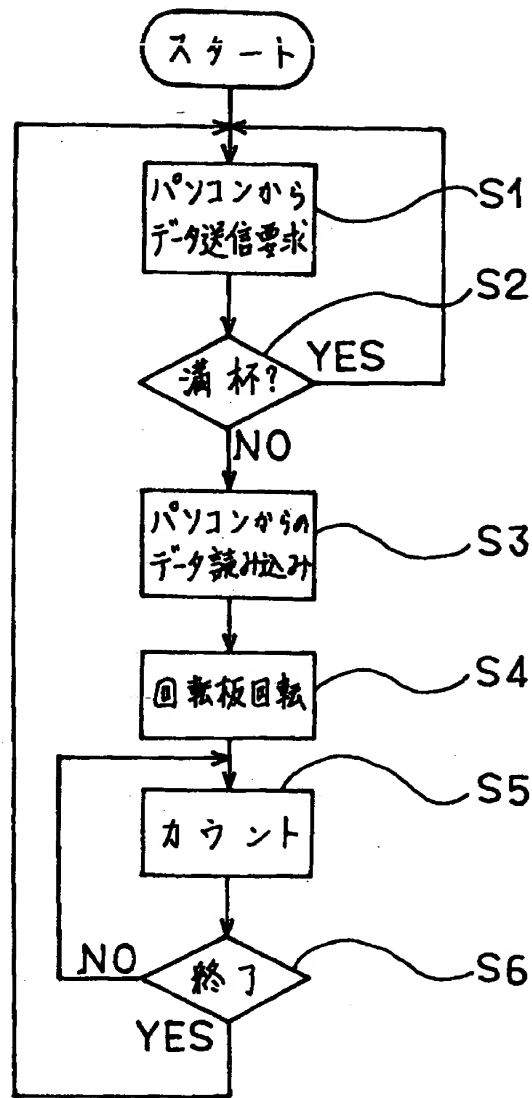 スタート
パソコンから
データ送信要求
S1
S2
満杯?
YES
NO
パソコンからの
データ読み込み
S3
回転板回転
S4
S5
カウント
NO
終了
S6
YES